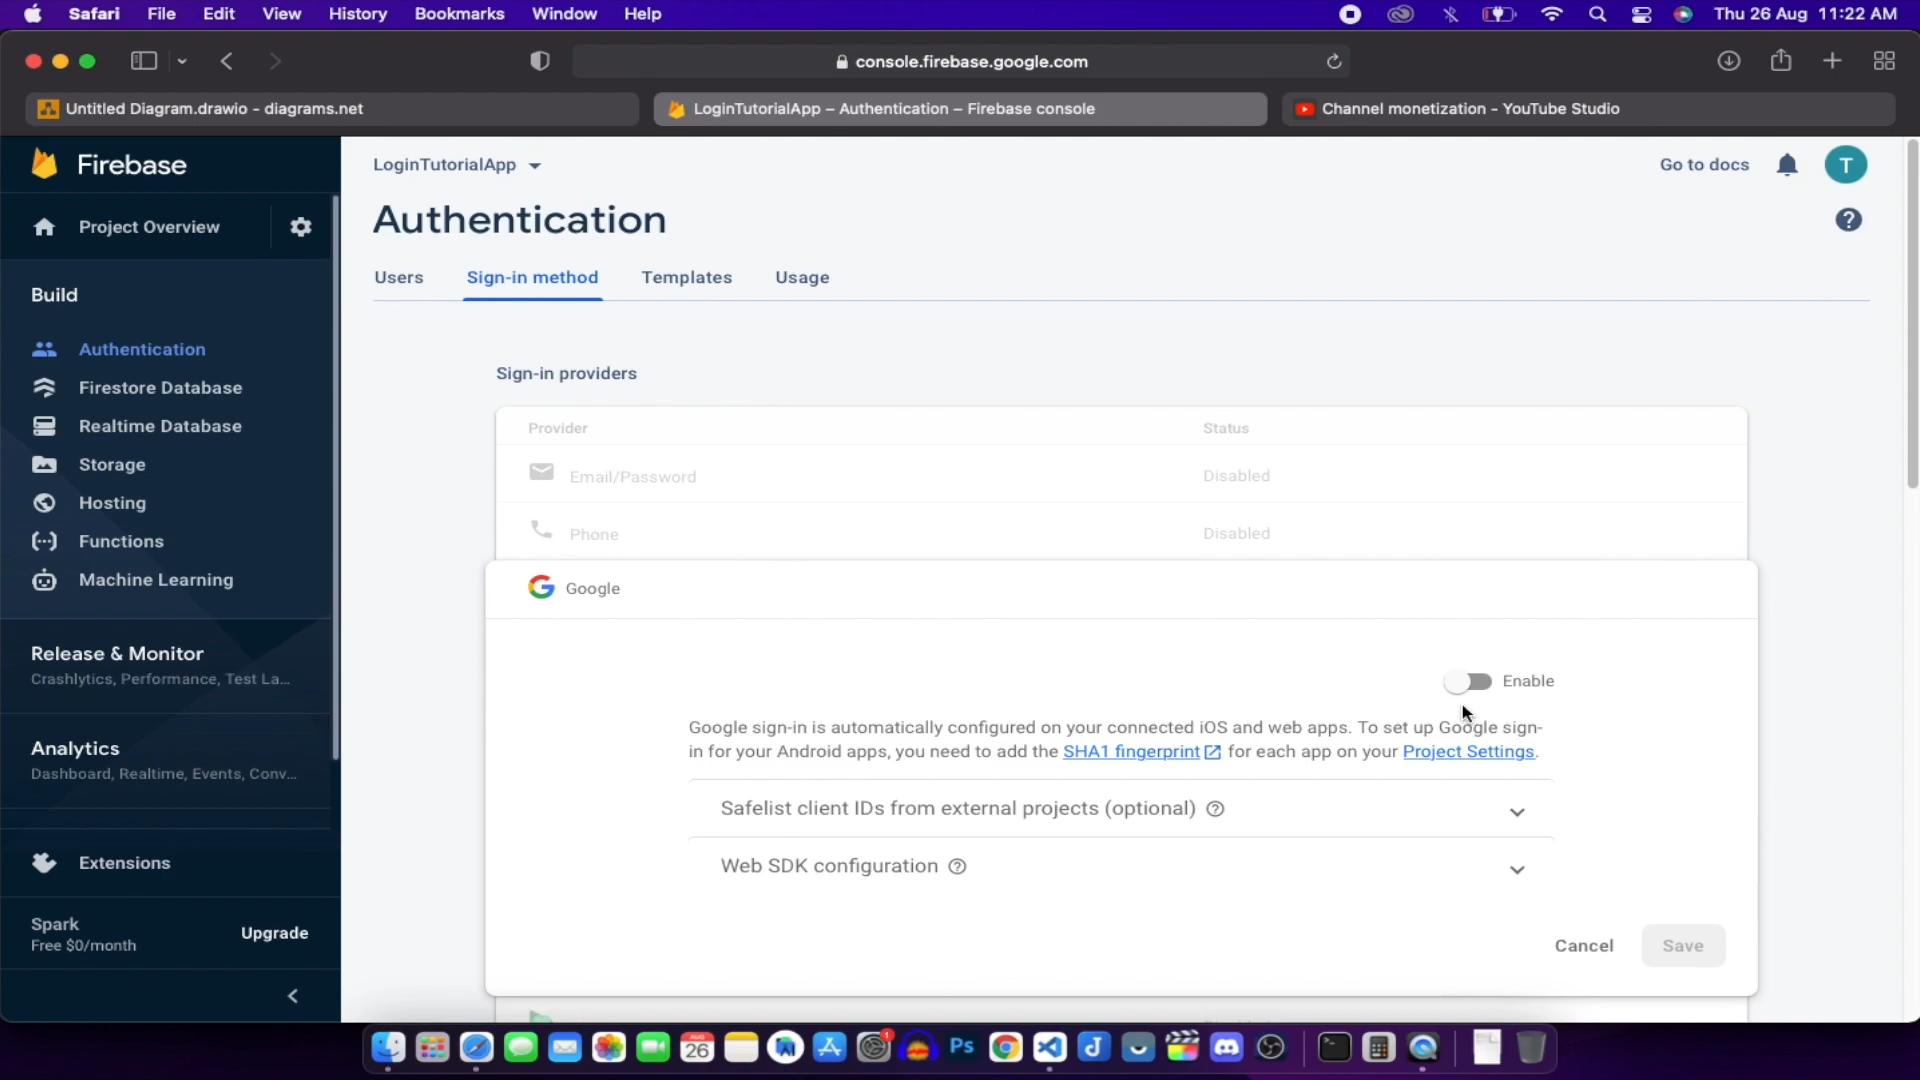 Safari File Edit View History Bookmarks Window Help Thu 26 Aug 11:22 AM
console.firebase.google.com
Untitled Diagram.drawio - diagrams.net
LoginTutorialApp – Authentication – Firebase console
Channel monetization - YouTube Studio
Firebase
Project Overview
Build
Authentication
Firestore Database
Realtime Database
Storage
Hosting
Functions
Machine Learning
Release & Monitor
Crashlytics, Performance, Test La...
Analytics
Dashboard, Realtime, Events, Conv...
Extensions
Spark
Free $0/month
Upgrade
LoginTutorialApp
Go to docs
T
Authentication
Users Sign-in method Templates Usage
Sign-in providers
Provider Status
Email/Password Disabled
Phone Disabled
Google
Enable
Google sign-in is automatically configured on your connected iOS and web apps. To set up Google sign-
in for your Android apps, you need to add the SHA1 fingerprint for each app on your Project Settings.
Safelist client IDs from external projects (optional)
Web SDK configuration
Cancel Save
AUG
26
1
Ps